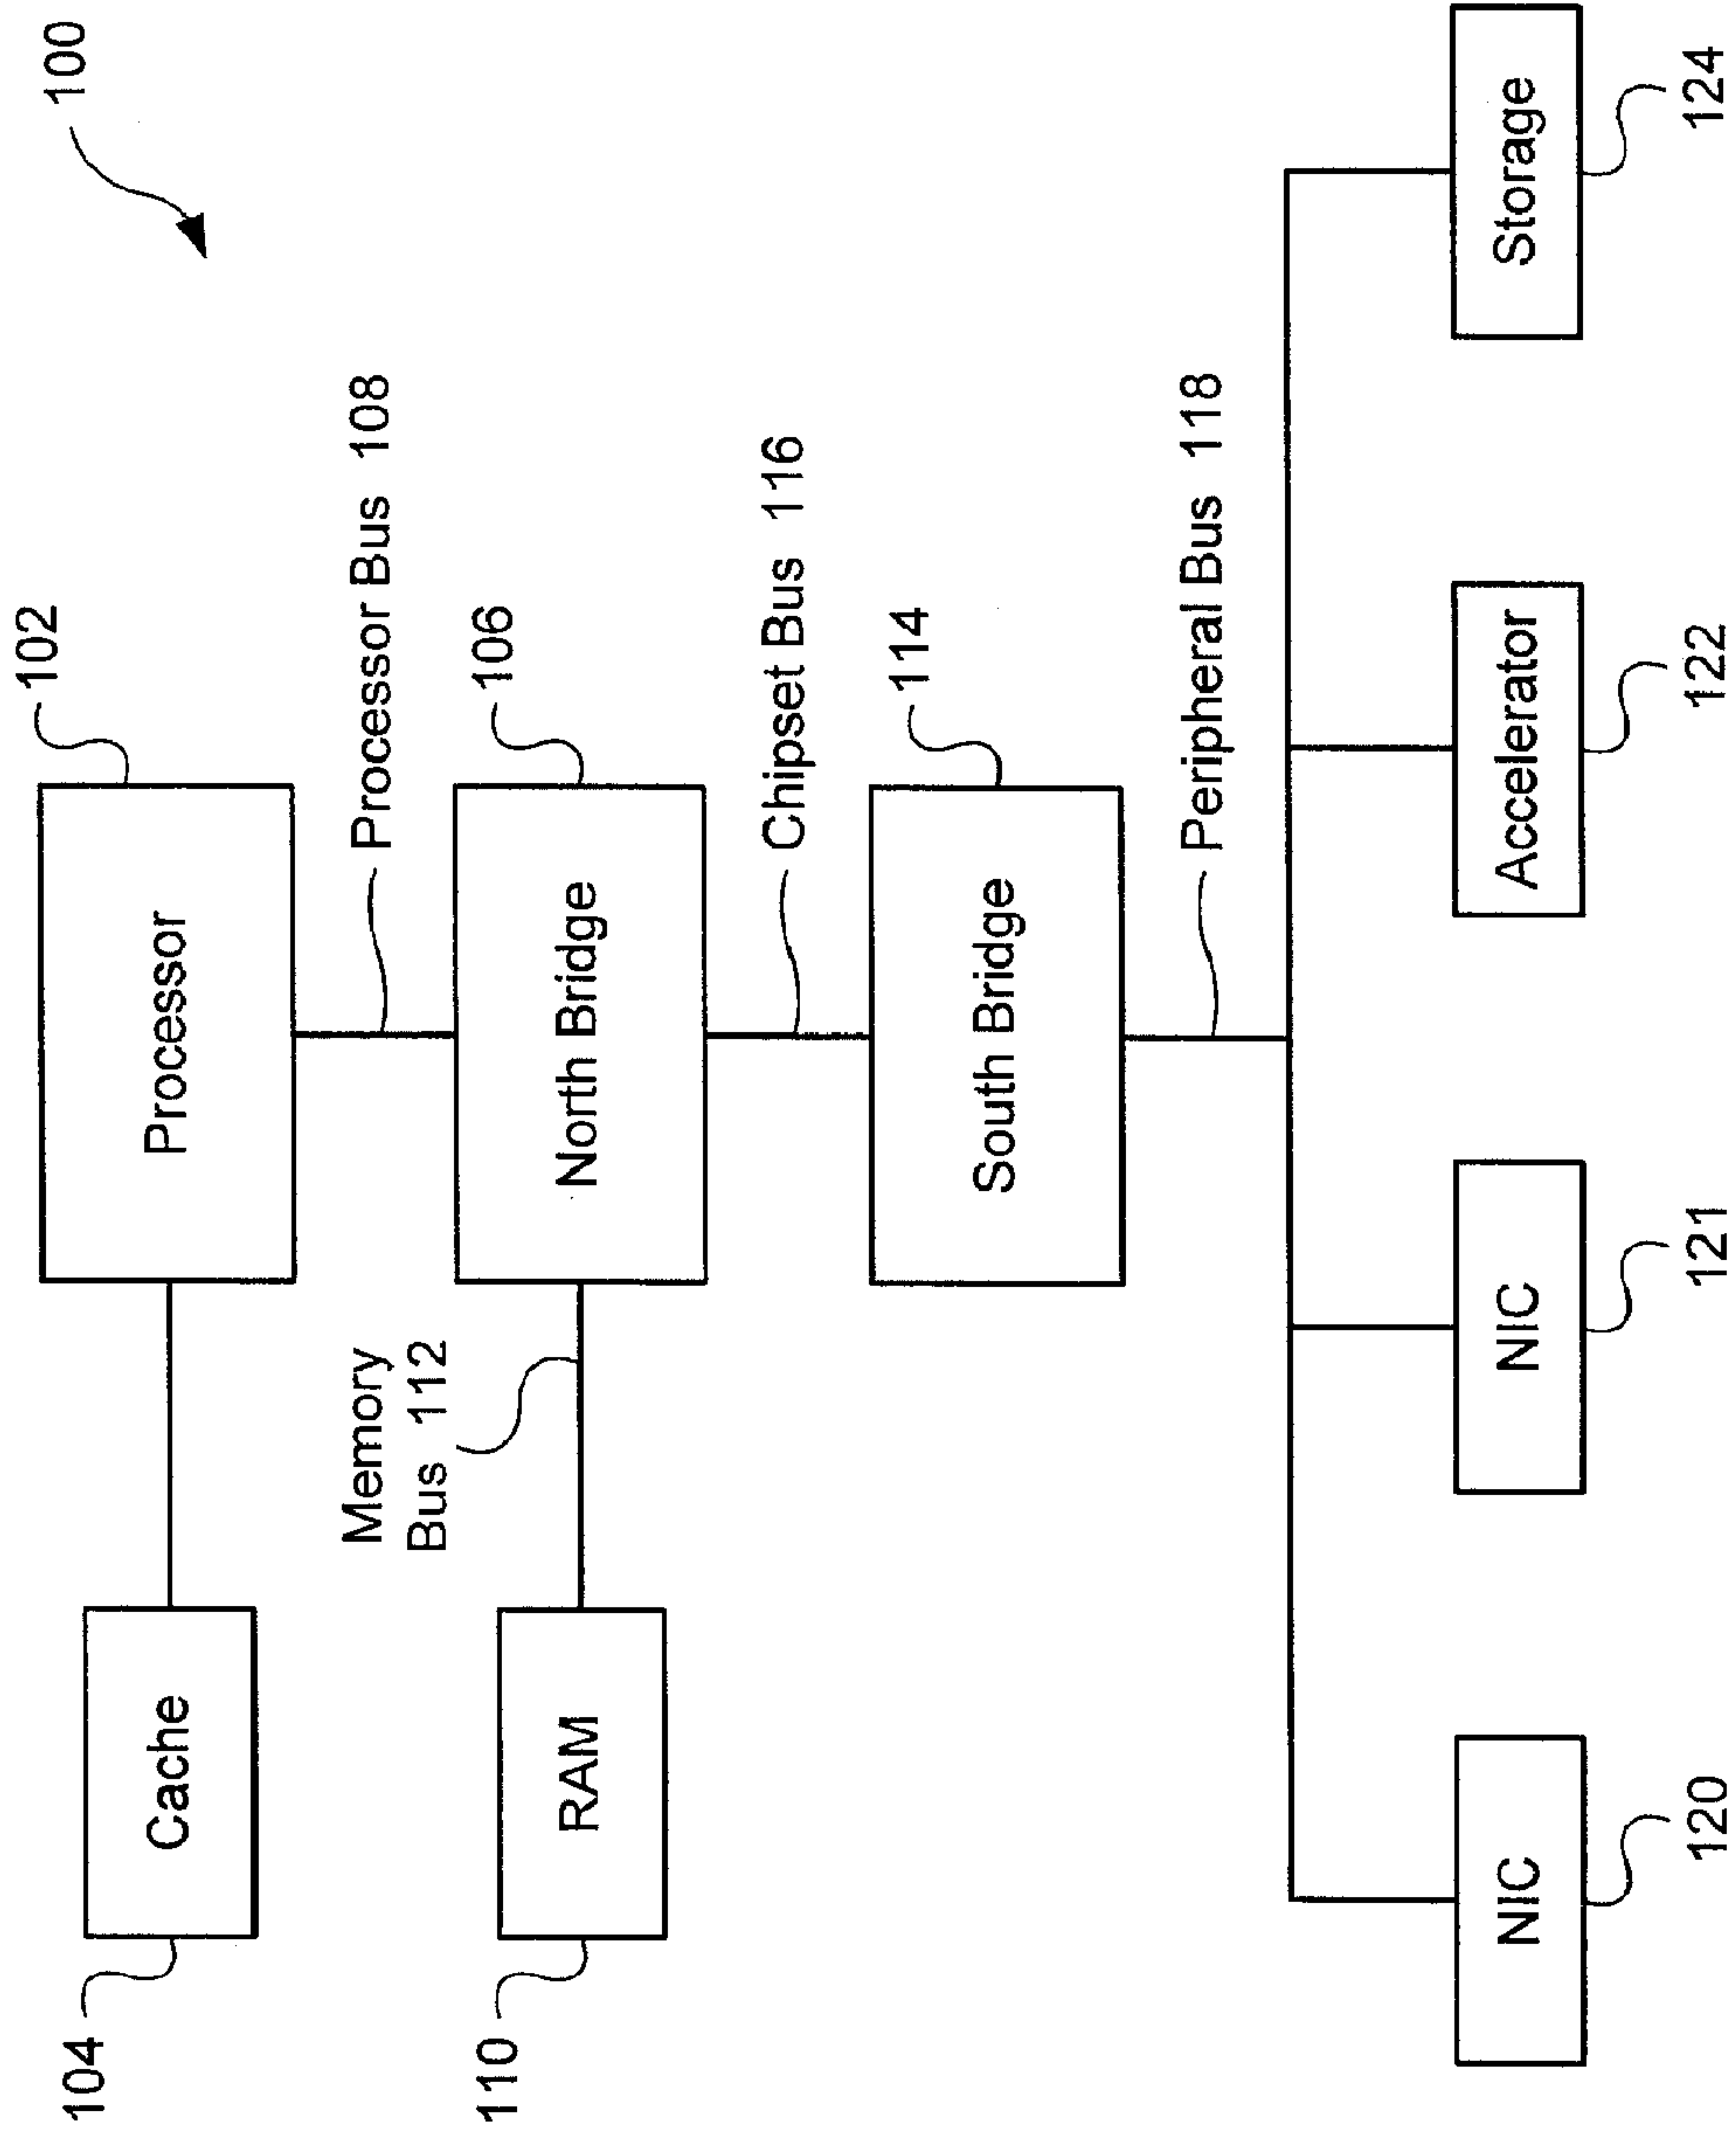 100
102
Processor
Cache
104
Processor Bus 108
106
North Bridge
Memory
Bus 112
RAM
110
Chipset Bus 116
114
South Bridge
Peripheral Bus 118
NIC
NIC
Accelerator
Storage
120
121
122
124